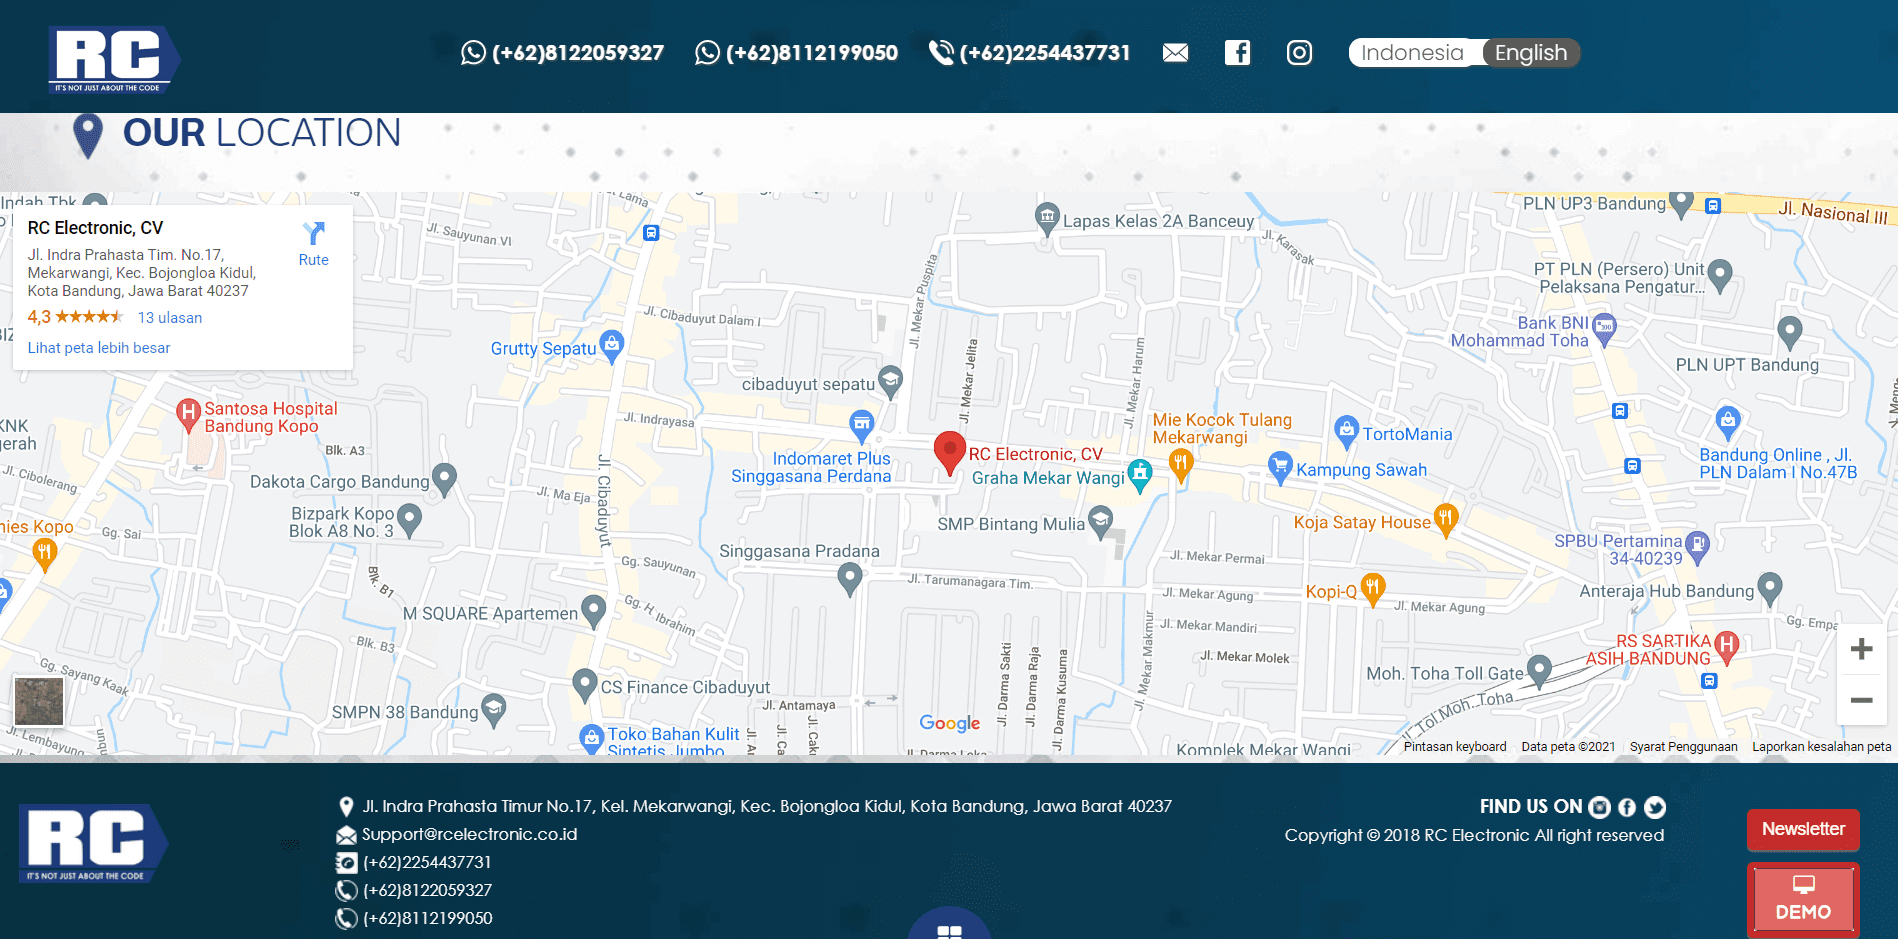 RC
IT'S NOT JUST ABOUT THE CODE
(+62)8122059327
(+62)8112199050
(+62)2254437731
Indonesia
English
OUR LOCATION
Indah Tbk
RC Electronic, CV
Jl. Indra Prahasta Tim. No.17,
Mekarwangi, Kec. Bojongloa Kidul,
Kota Bandung, Jawa Barat 40237
4,3
13 ulasan
Lihat peta lebih besar
Rute
Jl. Sauyunan VI
Lama
Lapas Kelas 2A Banceuy
Jl. Karasak
PLN UP3 Bandung
Jl. Nasional III
PT PLN (Persero) Unit
Pelaksana Pengatur...
Bank BNI
Mohammad Toha
PLN UPT Bandung
Jl. Mekar Puspita
Jl. Cibaduyut Dalam I
Grutty Sepatu
Jl. Mekar Jelita
Jl. Mekar Harum
cibaduyut sepatu
Santosa Hospital
Bandung Kopo
KNK
gerah
Blk. A3
Jl. Indrayasa
Indomaret Plus
Singgasana Perdana
RC Electronic, CV
Graha Mekar Wangi
Mie Kocok Tulang
Mekarwangi
TortoMania
Kampung Sawah
Bandung Online , Jl.
PLN Dalam I No.47B
Jl. Cibolerang
Dakota Cargo Bandung
Jl. Ma Eja
Jl. Cibaduyut
Bizpark Kopo
Blok A8 No. 3
nies Kopo
Gg. Sai
SMP Bintang Mulia
Koja Satay House
SPBU Pertamina
34-40239
Singgasana Pradana
Gg. Sauyunan
Jl. Mekar Permai
Blk. B1
Jl. Tarumanagara Tim.
Jl. Mekar Agung
Kopi-Q
Jl. Mekar Agung
Anteraja Hub Bandung
M SQUARE Apartemen
Gg. H. Ibrahim
Jl. Mekar Makmur
Jl. Mekar Mandiri
Gg. Empa
Blk. B3
Jl. Darma Sakti
Jl. Darma Raja
Jl. Darma Kusuma
Jl. Mekar Molek
RS SARTIKA
ASIH BANDUNG
Moh. Toha Toll Gate
Gg. Sayang Kaak
CS Finance Cibaduyut
Jl. Tol Moh. Toha
SMPN 38 Bandung
Jl. Antamaya
Google
Jl. Lembayung
Toko Bahan Kulit
Sintetis Jumbo
Komplek Mekar Wangi
Pintasan keyboard
Data peta ©2021
Syarat Penggunaan
Laporkan kesalahan peta
RC
IT'S NOT JUST ABOUT THE CODE
Jl. Indra Prahasta Timur No.17, Kel. Mekarwangi, Kec. Bojongloa Kidul, Kota Bandung, Jawa Barat 40237
Support@rcelectronic.co.id
(+62)2254437731
(+62)8122059327
(+62)8112199050
FIND US ON
Copyright © 2018 RC Electronic All right reserved
Newsletter
DEMO